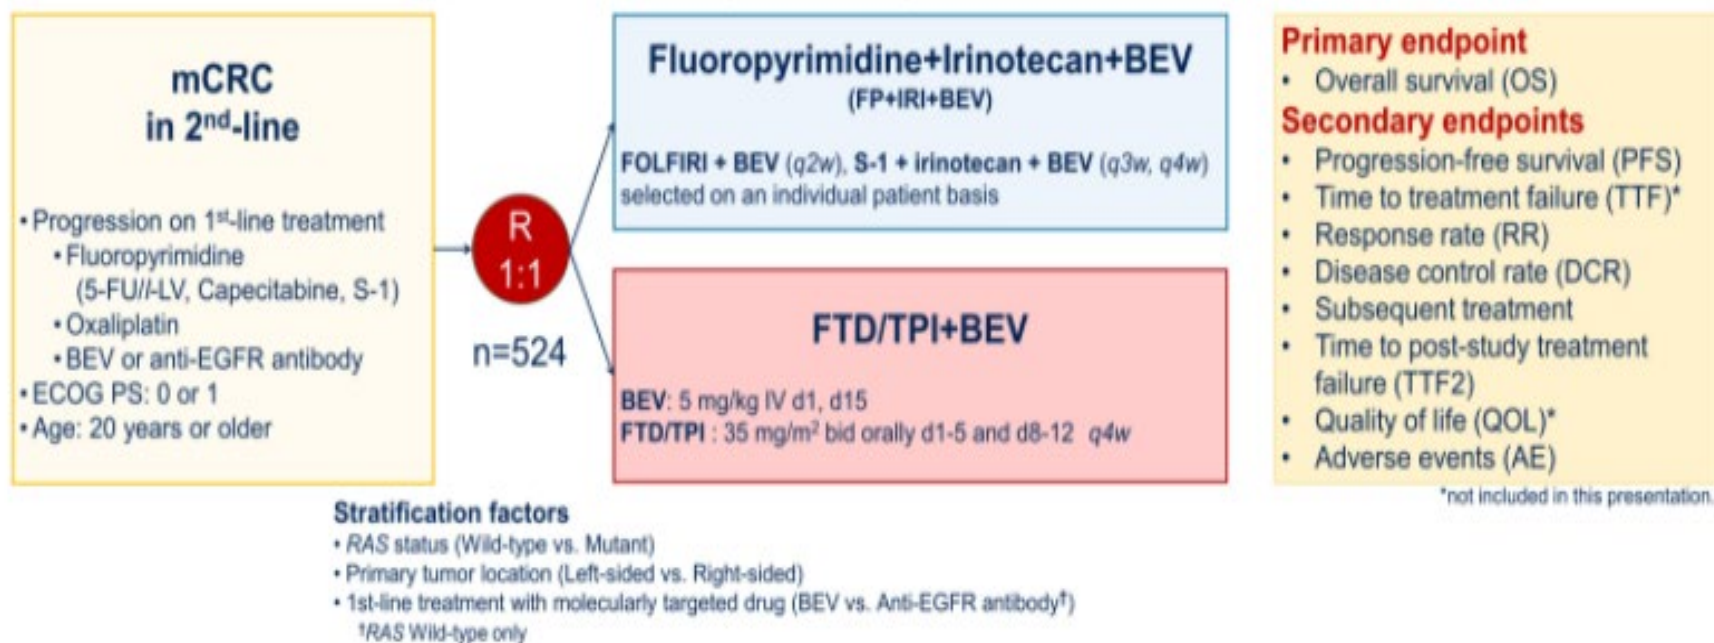 mCRC
in 2nd-line
• Progression on 1st-line treatment
• Fluoropyrimidine
(5-FU/l-LV, Capecitabine, S-1)
• Oxaliplatin
• BEV or anti-EGFR antibody
• ECOG PS: 0 or 1
• Age: 20 years or older
R
1:1
n=524
Fluoropyrimidine+Irinotecan+BEV
(FP+IRI+BEV)
FOLFIRI + BEV (q2w), S-1 + irinotecan + BEV (q3w, q4w)
selected on an individual patient basis
FTD/TPI+BEV
BEV: 5 mg/kg IV d1, d15
FTD/TPI : 35 mg/m² bid orally d1-5 and d8-12 q4w
Primary endpoint
• Overall survival (OS)
Secondary endpoints
• Progression-free survival (PFS)
• Time to treatment failure (TTF)*
• Response rate (RR)
• Disease control rate (DCR)
• Subsequent treatment
• Time to post-study treatment
failure (TTF2)
• Quality of life (QOL)*
• Adverse events (AE)
*not included in this presentation.
Stratification factors
• RAS status (Wild-type vs. Mutant)
• Primary tumor location (Left-sided vs. Right-sided)
• 1st-line treatment with molecularly targeted drug (BEV vs. Anti-EGFR antibody†)
†RAS Wild-type only